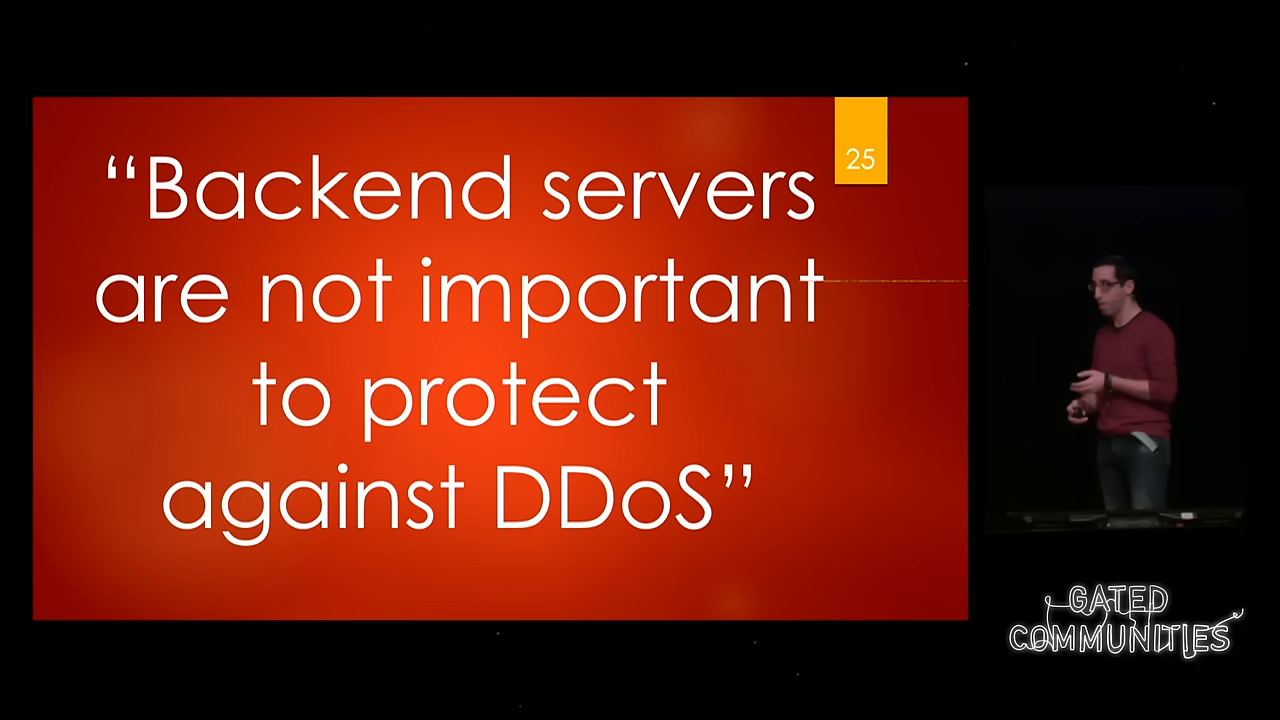 25
“Backend servers
are not important
to protect
against DDoS”
GATED
COMMUNITIES